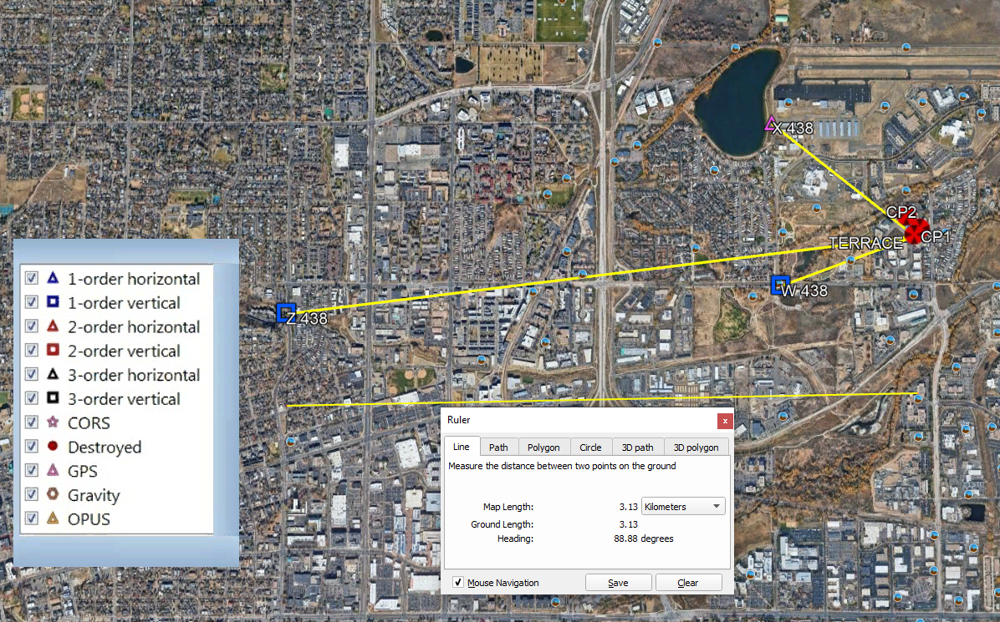 X 438
CP2
CP1
TERRACE
W 438
Z 438
1-order horizontal
1-order vertical
2-order horizontal
2-order vertical
3-order horizontal
3-order vertical
CORS
Destroyed
GPS
Gravity
OPUS
Ruler x
Line Path Polygon Circle 3D path 3D polygon
Measure the distance between two points on the ground
Map Length: 3.13 Kilometers
Ground Length: 3.13
Heading: 88.88 degrees
Mouse Navigation Save Clear